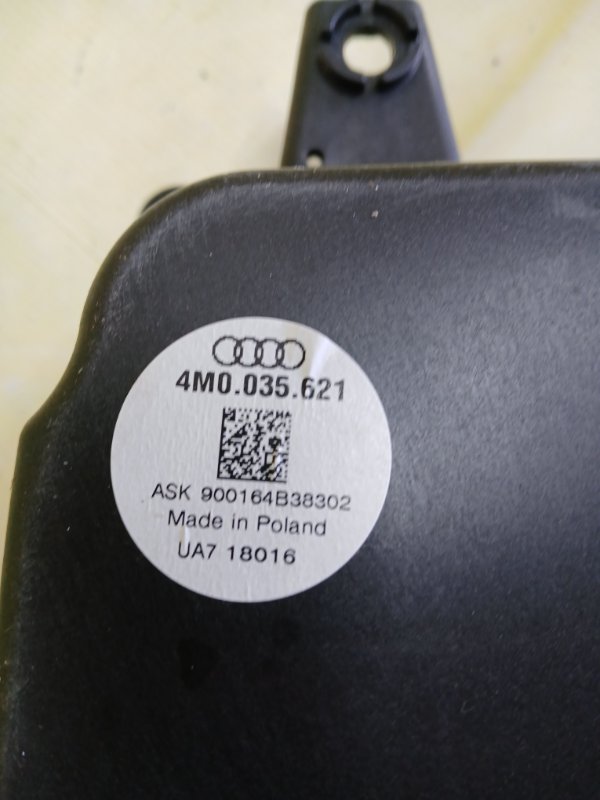 4M0.035.621
ASK 900164B38302
Made in Poland
UA7 18016